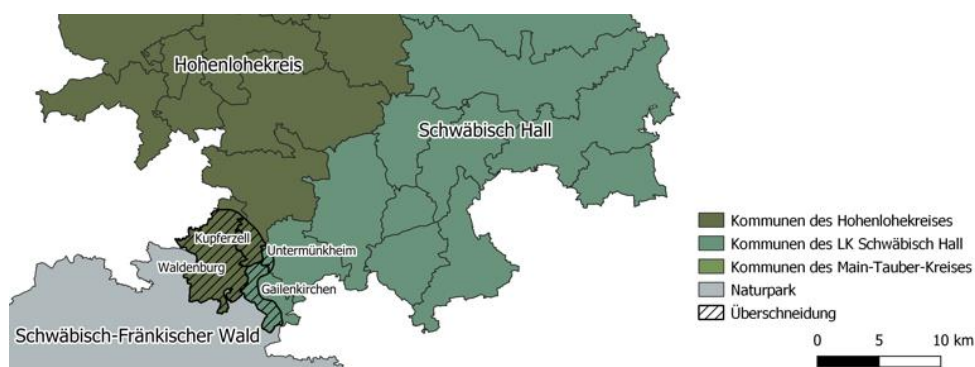 Hohenlohekreis
Schwäbisch Hall
Kupferzell
Untermünkheim
Waldenburg
Gailenkirchen
Schwäbisch-Fränkischer Wald
Kommunen des Hohenlohekreises
Kommunen des LK Schwäbisch Hall
Kommunen des Main-Tauber-Kreises
Naturpark
Überschneidung
0 5 10 km